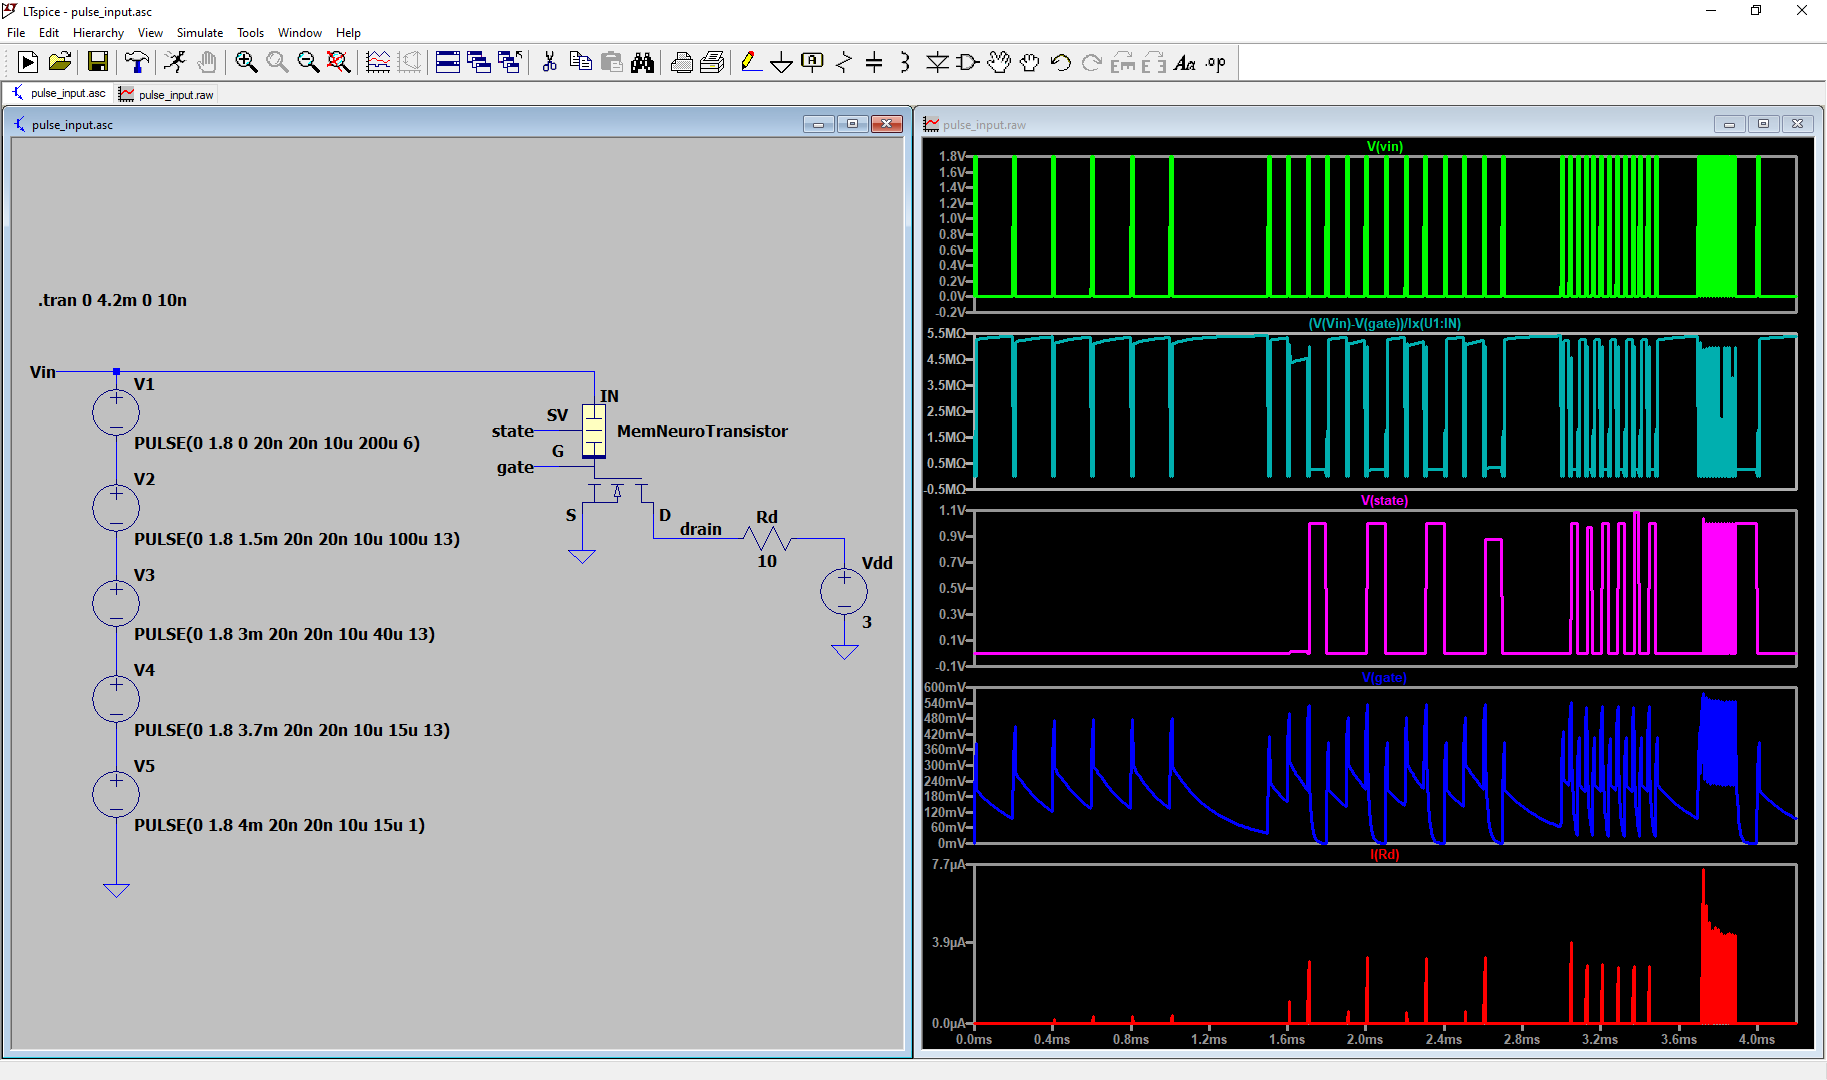 LTspice - pulse_input.asc
File Edit Hierarchy View Simulate Tools Window Help
Aa .op
pulse_input.asc pulse_input.raw
pulse_input.asc
.tran 0 4.2m 0 10n
Vin
V1
PULSE(0 1.8 0 20n 20n 10u 200u 6)
V2
PULSE(0 1.8 1.5m 20n 20n 10u 100u 13)
V3
PULSE(0 1.8 3m 20n 20n 10u 40u 13)
V4
PULSE(0 1.8 3.7m 20n 20n 10u 15u 13)
V5
PULSE(0 1.8 4m 20n 20n 10u 15u 1)
IN
SV
state
MemNeuroTransistor
G
gate
S
D
drain
Rd
10
Vdd
3
pulse_input.raw
V(vin)
1.8V
1.6V
1.4V
1.2V
1.0V
0.8V
0.6V
0.4V
0.2V
0.0V
-0.2V
(V(Vin)-V(gate))/Ix(U1:IN)
5.5MΩ
4.5MΩ
3.5MΩ
2.5MΩ
1.5MΩ
0.5MΩ
-0.5MΩ
V(state)
1.1V
0.9V
0.7V
0.5V
0.3V
0.1V
-0.1V
V(gate)
600mV
540mV
480mV
420mV
360mV
300mV
240mV
180mV
120mV
60mV
0mV
I(Rd)
7.7µA
3.9µA
0.0µA
0.0ms 0.4ms 0.8ms 1.2ms 1.6ms 2.0ms 2.4ms 2.8ms 3.2ms 3.6ms 4.0ms